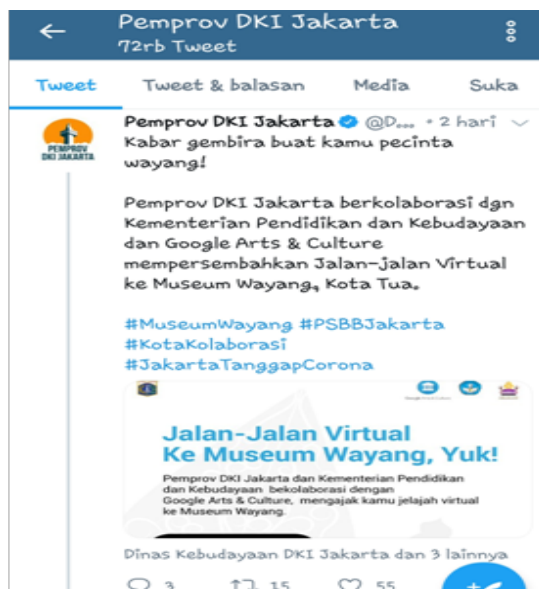 Pemprov DKI Jakarta
72rb Tweet
Tweet Tweet & balasan Media Suka
Pemprov DKI Jakarta @D... • 2 hari
Kabar gembira buat kamu pecinta
wayang!
PEMPROV
DKI JAKARTA
Pemprov DKI Jakarta berkolaborasi dgn
Kementerian Pendidikan dan Kebudayaan
dan Google Arts & Culture
mempersembahkan Jalan-jalan Virtual
ke Museum Wayang, Kota Tua.
#MuseumWayang #PSBBJakarta
#KotaKolaborasi
#JakartaTanggapCorona
Jalan-Jalan Virtual
Ke Museum Wayang, Yuk!
Pemprov DKI Jakarta dan Kementerian Pendidikan
dan Kebudayaan bekolaborasi dengan
Google Arts & Culture, mengajak kamu jelajah virtual
ke Museum Wayang.
Dinas Kebudayaan DKI Jakarta dan 3 lainnya
3 15 55